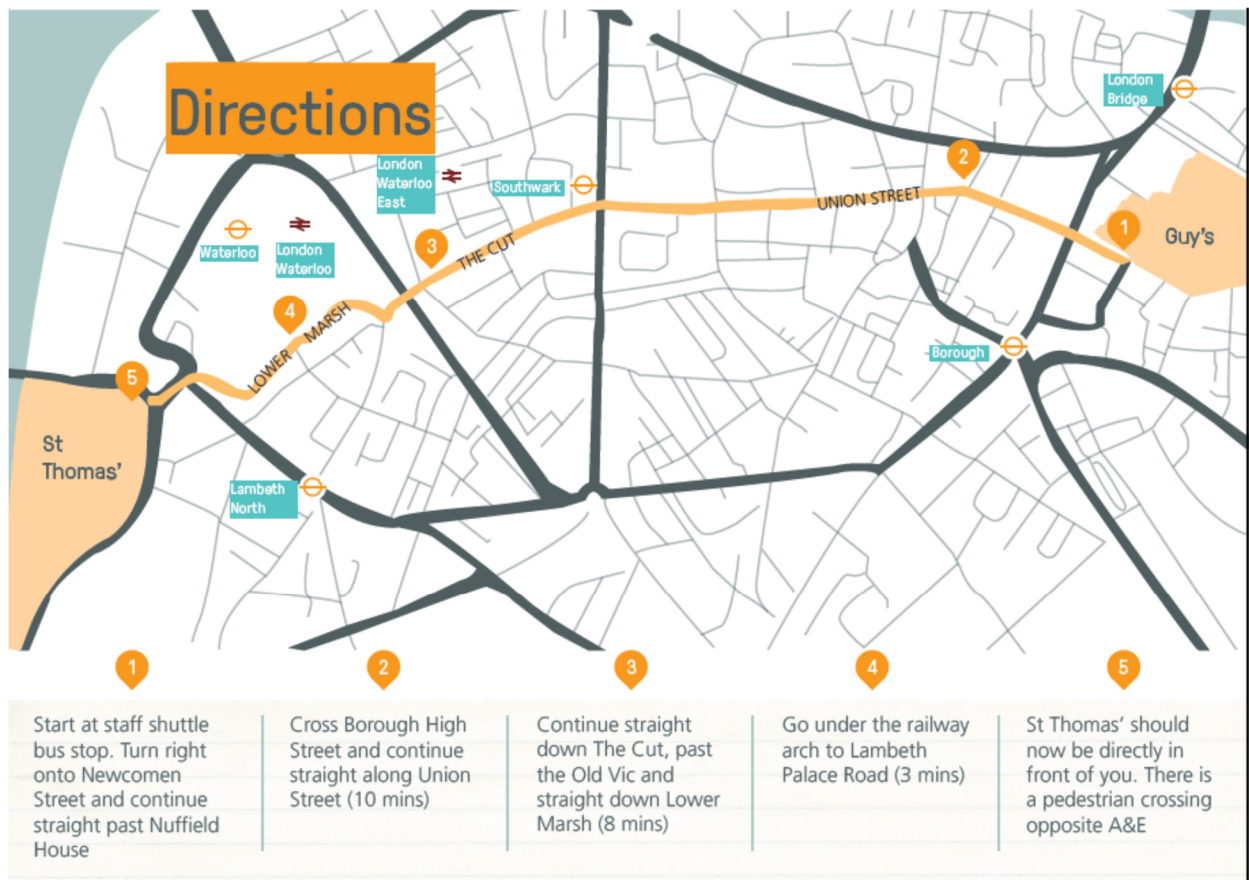 Directions
London
Bridge
London
Waterloo
East
Southwark
2
UNION STREET
1
Guy's
Waterloo
London
Waterloo
3
THE CUT
4
LOWER MARSH
Borough
5
St
Thomas'
Lambeth
North
1
Start at staff shuttle
bus stop. Turn right
onto Newcomen
Street and continue
straight past Nuffield
House
2
Cross Borough High
Street and continue
straight along Union
Street (10 mins)
3
Continue straight
down The Cut, past
the Old Vic and
straight down Lower
Marsh (8 mins)
4
Go under the railway
arch to Lambeth
Palace Road (3 mins)
5
St Thomas' should
now be directly in
front of you. There is
a pedestrian crossing
opposite A&E